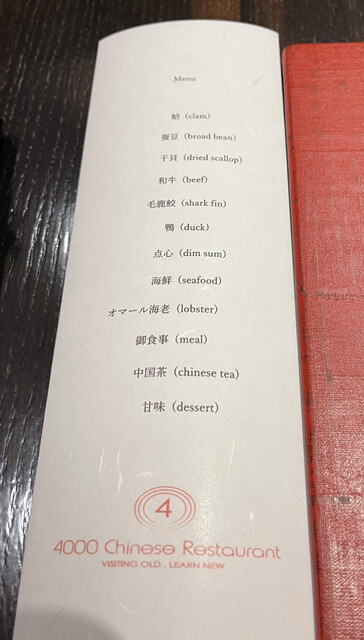 Menu
蛤（clam）
蚕豆（broad bean）
干貝（dried scallop）
和牛（beef）
毛鹿鮫（shark fin）
鴨（duck）
点心（dim sum）
海鮮（seafood）
オマール海老（lobster）
御食事（meal）
中国茶（chinese tea）
甘味（dessert）
4
4000 Chinese Restaurant
VISITING OLD . LEARN NEW